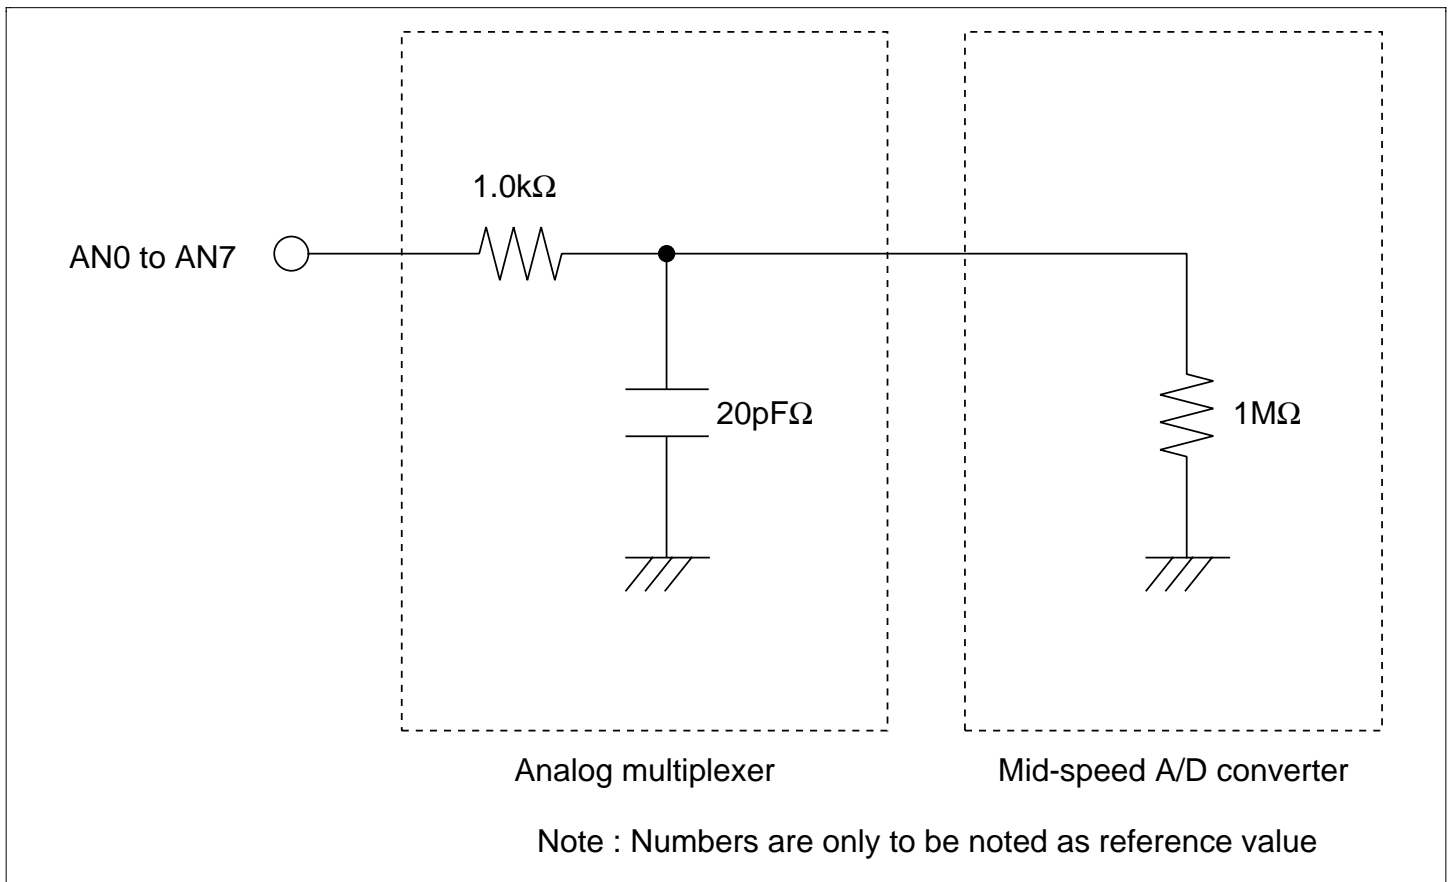 1.0kΩ
AN0 to AN7
20pFΩ
1MΩ
Analog multiplexer
Mid-speed A/D converter
Note : Numbers are only to be noted as reference value